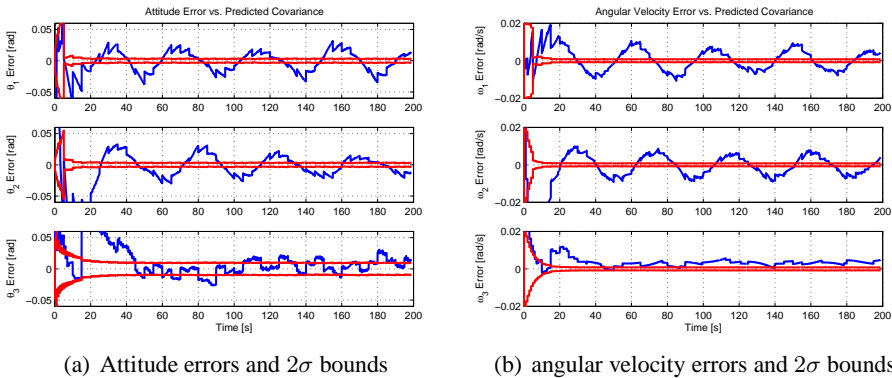 Attitude Error vs. Predicted Covariance
0.05
0
−0.05
θ1 Error [rad]
0 20 40 60 80 100 120 140 160 180 200
0.05
0
−0.05
θ2 Error [rad]
0 20 40 60 80 100 120 140 160 180 200
0.05
0
−0.05
θ3 Error [rad]
0 20 40 60 80 100 120 140 160 180 200
Time [s]
(a) Attitude errors and 2σ bounds
Angular Velocity Error vs. Predicted Covariance
0.02
0
−0.02
ω1 Error [rad/s]
0 20 40 60 80 100 120 140 160 180 200
0.02
0
−0.02
ω2 Error [rad/s]
0 20 40 60 80 100 120 140 160 180 200
0.02
0
−0.02
ω3 Error [rad/s]
0 20 40 60 80 100 120 140 160 180 200
Time [s]
(b) angular velocity errors and 2σ bounds